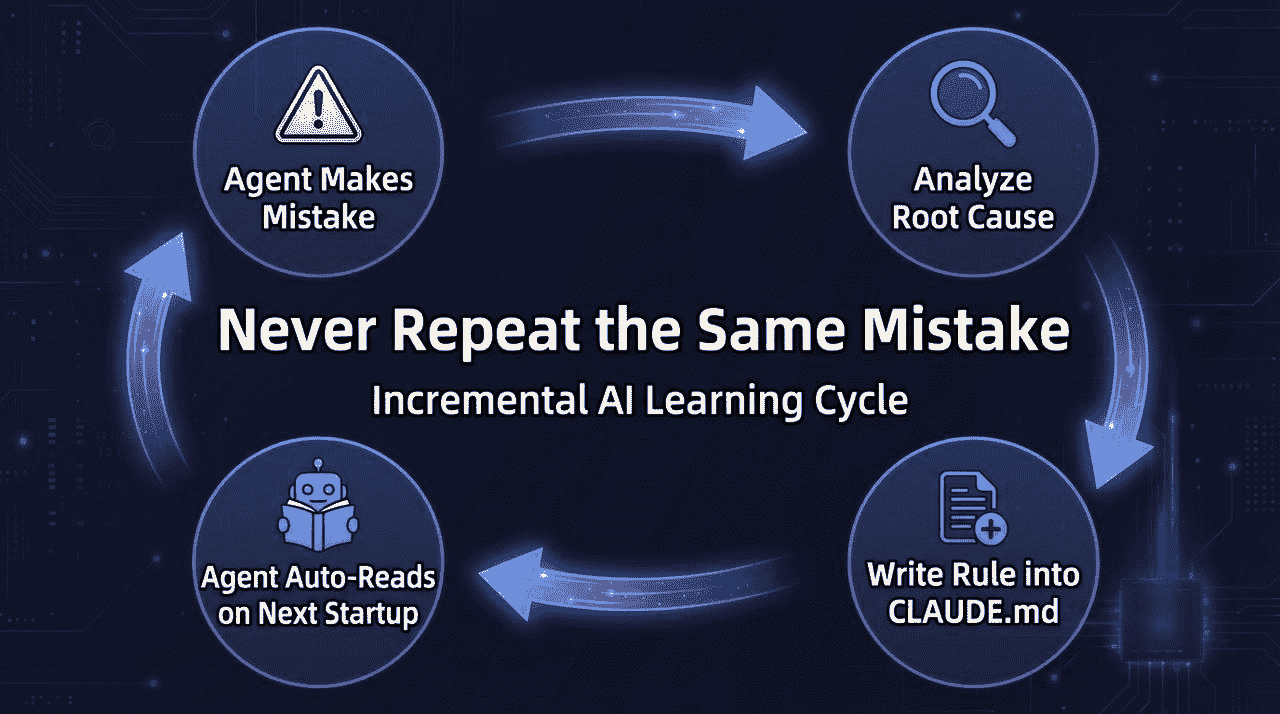 Agent Makes
Mistake
Analyze
Root Cause
Never Repeat the Same Mistake
Incremental AI Learning Cycle
Agent Auto-Reads
on Next Startup
Write Rule into
CLAUDE.md